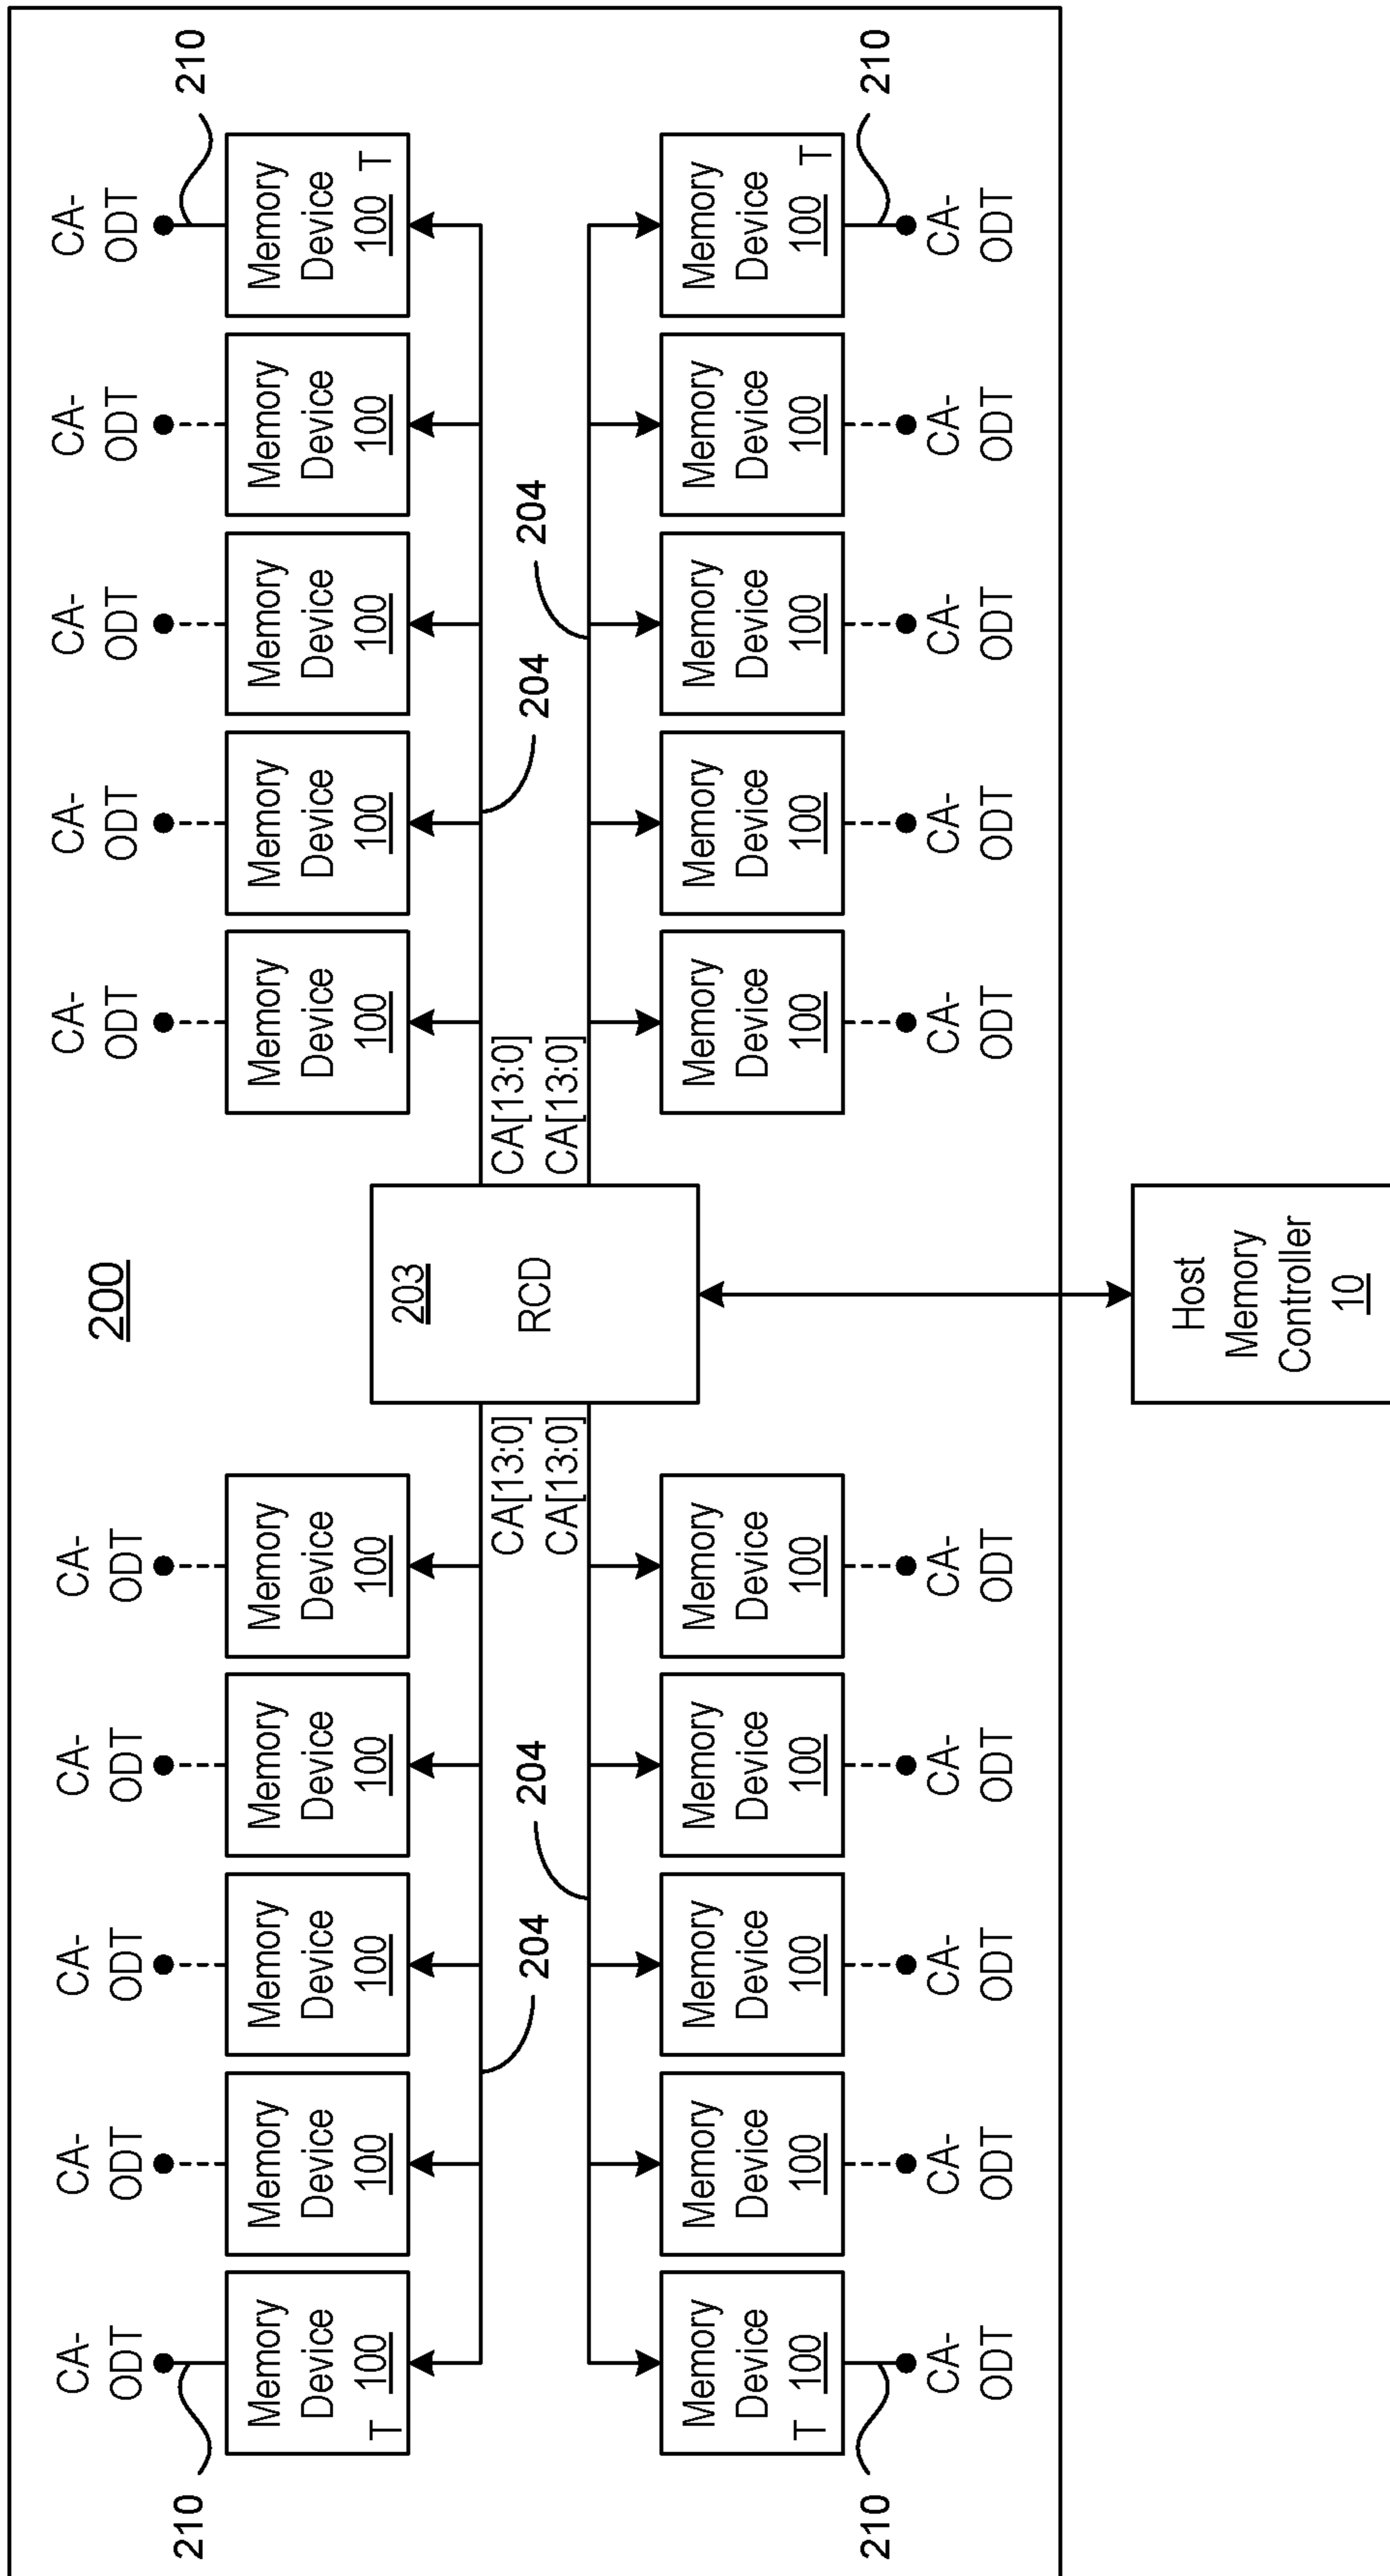 200
210
CA-
ODT
CA-
ODT
CA-
ODT
CA-
ODT
CA-
ODT
CA-
ODT
CA-
ODT
CA-
ODT
CA-
ODT
CA-
ODT
210
Memory
Device
T 100
Memory
Device
100
Memory
Device
100
Memory
Device
100
Memory
Device
100
Memory
Device
100
Memory
Device
100
Memory
Device
100
Memory
Device
100
Memory
Device
100 T
203
RCD
CA[13:0]
CA[13:0]
CA[13:0]
CA[13:0]
204
204
204
204
Memory
Device
T 100
Memory
Device
100
Memory
Device
100
Memory
Device
100
Memory
Device
100
Memory
Device
100
Memory
Device
100
Memory
Device
100
Memory
Device
100
Memory
Device
100 T
210
CA-
ODT
CA-
ODT
CA-
ODT
CA-
ODT
CA-
ODT
CA-
ODT
CA-
ODT
CA-
ODT
CA-
ODT
CA-
ODT
210
Host
Memory
Controller
10